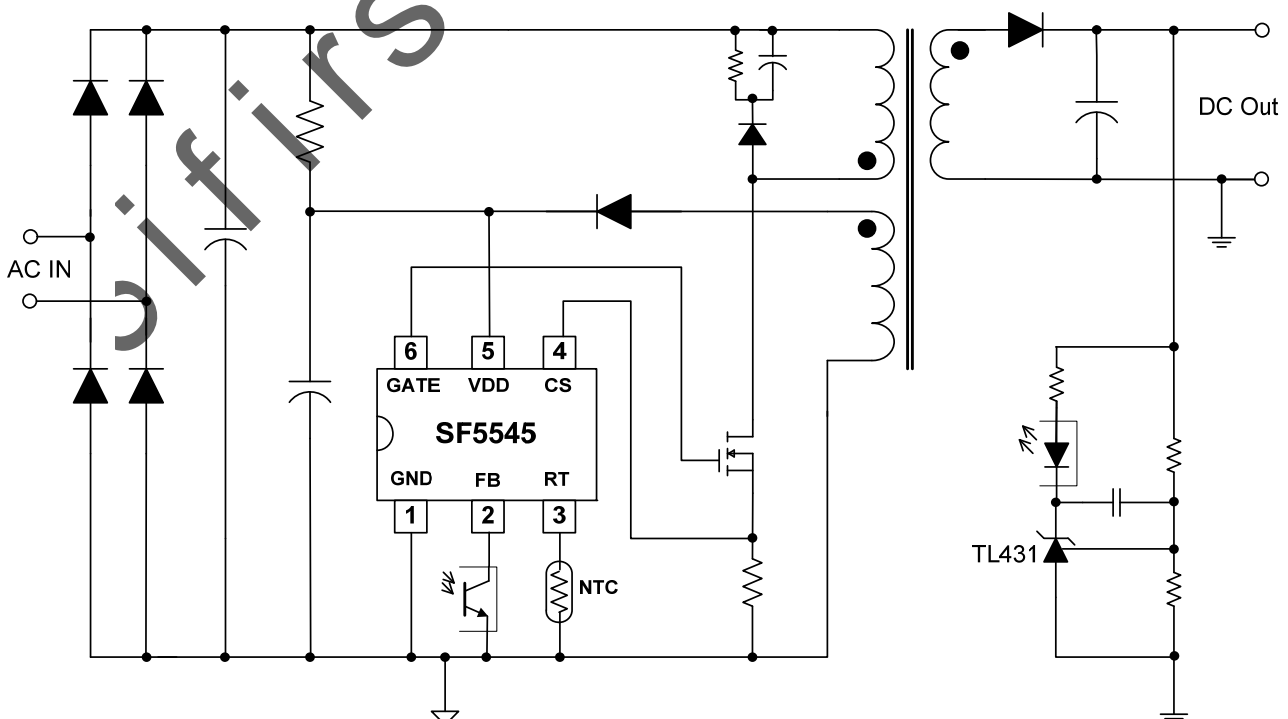 DC Out
AC IN
6
5
4
GATE
VDD
CS
SF5545
GND
FB
RT
1
2
3
NTC
TL431